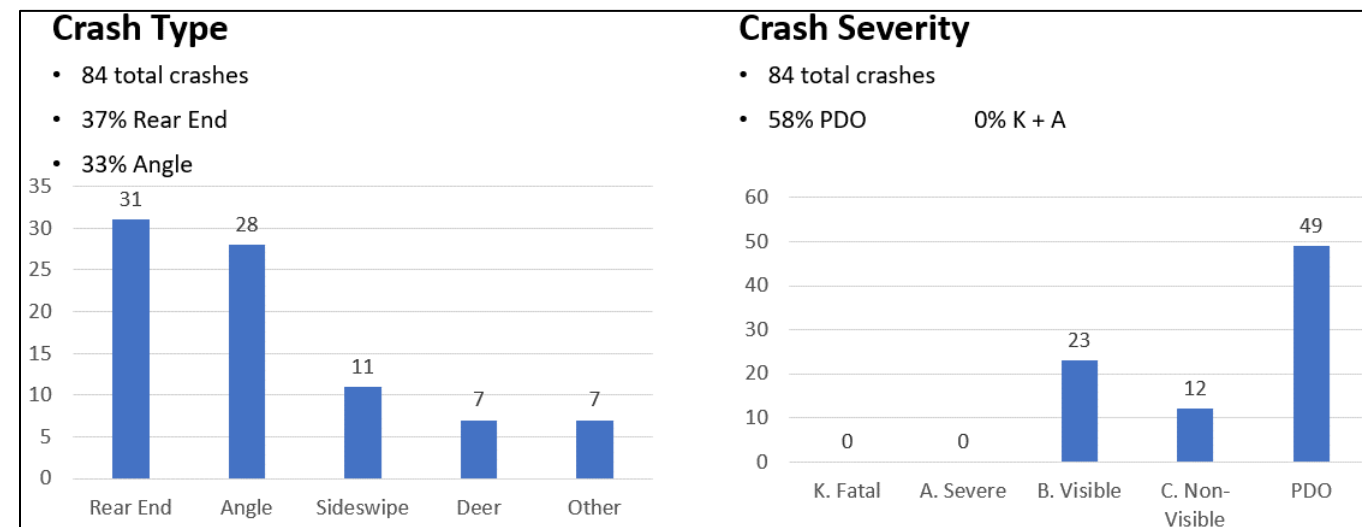 Crash Type
• 84 total crashes
• 37% Rear End
• 33% Angle
35
30
25
20
15
10
5
0
31
28
11
7
7
Rear End Angle Sideswipe Deer Other
Crash Severity
• 84 total crashes
• 58% PDO 0% K + A
60
50
40
30
20
10
0
0
0
23
12
49
K. Fatal A. Severe B. Visible C. Non- PDO
Visible